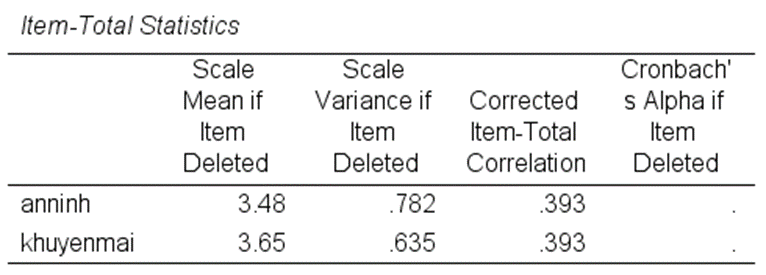 Item-Total Statistics
Scale Mean if Item Deleted Scale Variance if Item Deleted Corrected Item-Total Correlation Cronbach' s Alpha if Item Deleted
anninh 3.48 .782 .393 .
khuyenmai 3.65 .635 .393 .